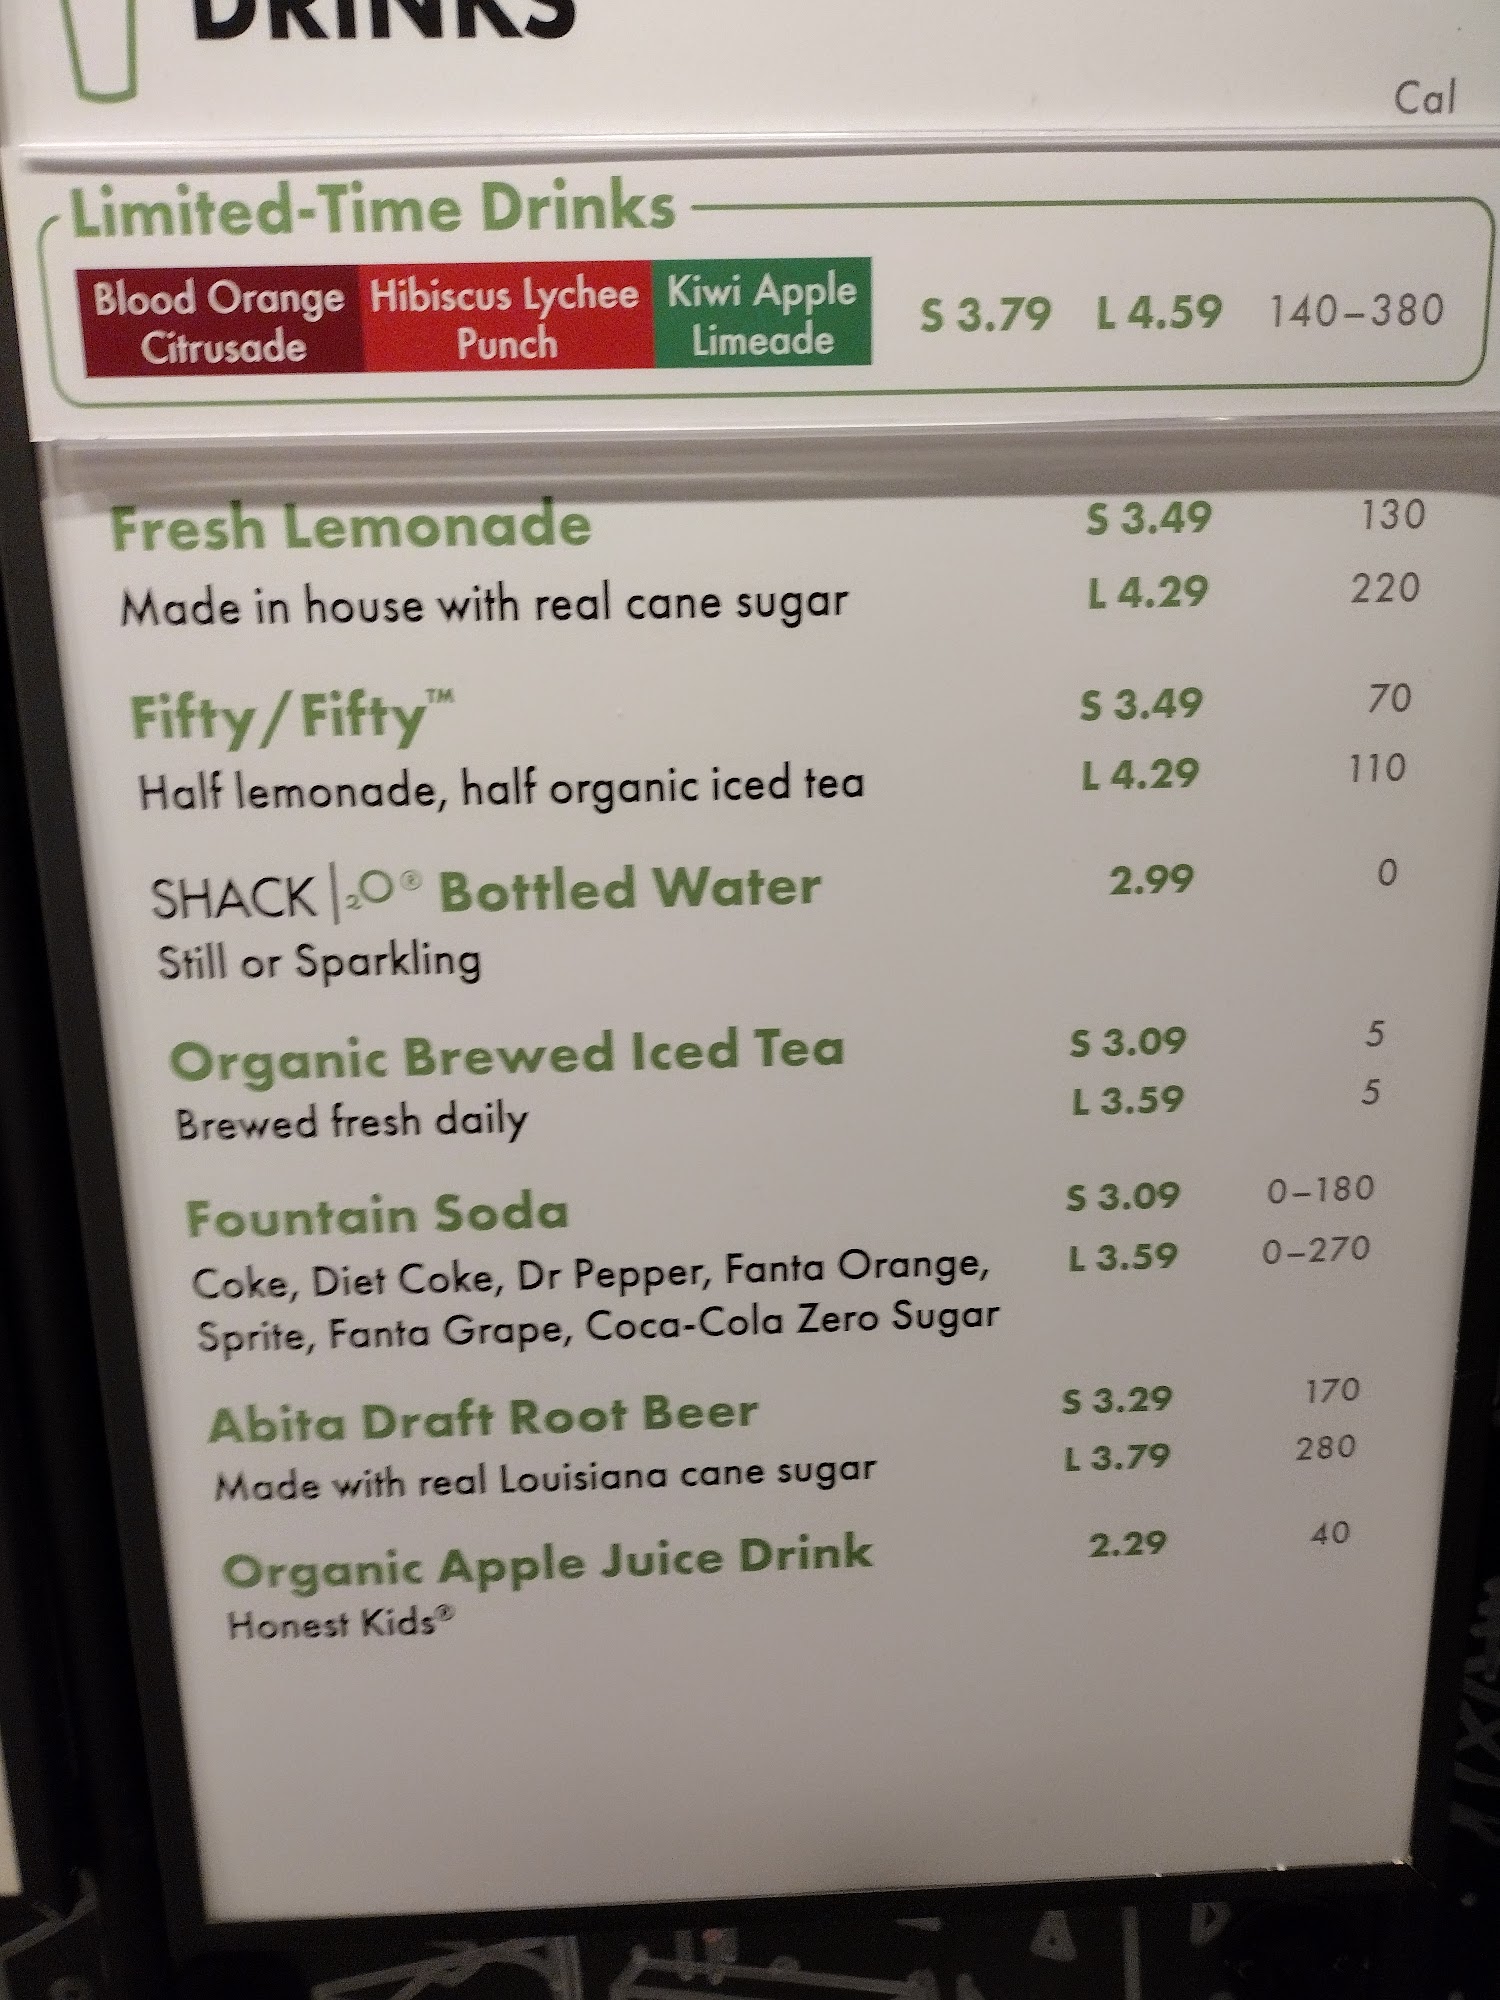 DRINKS
Cal
Limited-Time Drinks
Blood Orange Citrusade Hibiscus Lychee Punch Kiwi Apple Limeade S 3.79 L 4.59 140–380
Fresh Lemonade S 3.49 130
Made in house with real cane sugar L 4.29 220
Fifty/Fifty™ S 3.49 70
Half lemonade, half organic iced tea L 4.29 110
SHACK|₂O® Bottled Water 2.99 0
Still or Sparkling
Organic Brewed Iced Tea S 3.09 5
Brewed fresh daily L 3.59 5
Fountain Soda S 3.09 0–180
Coke, Diet Coke, Dr Pepper, Fanta Orange, L 3.59 0–270
Sprite, Fanta Grape, Coca-Cola Zero Sugar
Abita Draft Root Beer S 3.29 170
Made with real Louisiana cane sugar L 3.79 280
Organic Apple Juice Drink 2.29 40
Honest Kids®